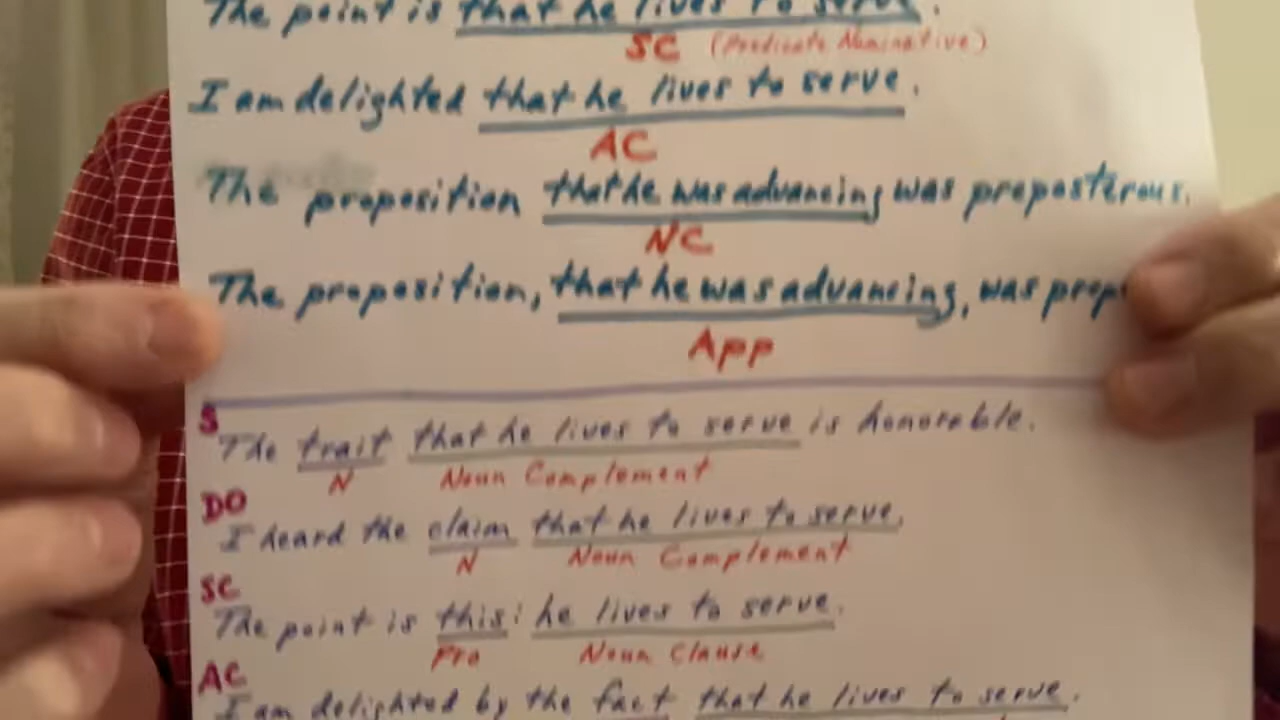 The point is that he lives to serve.
SC (Predicate Nominative)
I am delighted that he lives to serve.
AC
The proposition that he was advancing was preposterous.
NC
The proposition, that he was advancing, was prep
App
S
The trait that he lives to serve is honorable.
N Noun Complement
DO
I heard the claim that he lives to serve.
N Noun Complement
SC
The point is this: he lives to serve.
Pro Noun Clause
AC
I am delighted by the fact that he lives to serve.